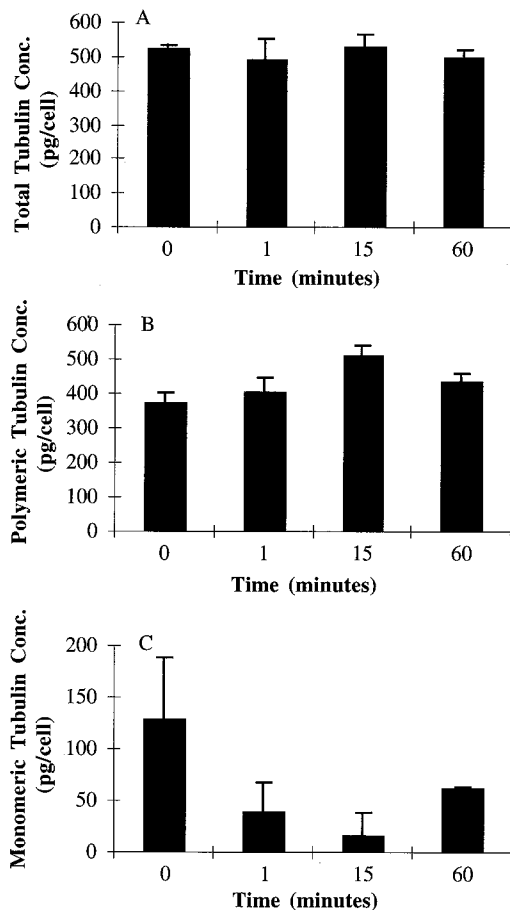 A
Total Tubulin Conc.
(pg/cell)
600
500
400
300
200
100
0
0 1 15 60
Time (minutes)
B
Polymeric Tubulin Conc.
(pg/cell)
600
500
400
300
200
100
0
0 1 15 60
Time (minutes)
C
Monomeric Tubulin Conc.
(pg/cell)
200
150
100
50
0
0 1 15 60
Time (minutes)